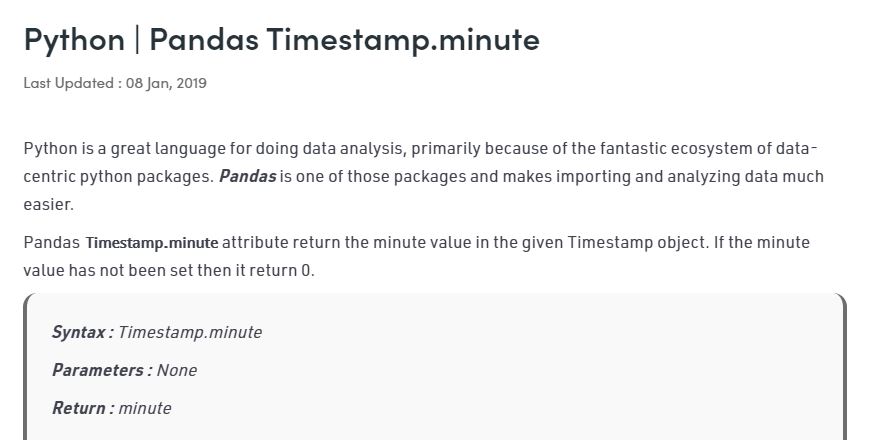 Python | Pandas Timestamp.minute
Last Updated : 08 Jan, 2019
Python is a great language for doing data analysis, primarily because of the fantastic ecosystem of data-
centric python packages. Pandas is one of those packages and makes importing and analyzing data much
easier.
Pandas Timestamp.minute attribute return the minute value in the given Timestamp object. If the minute
value has not been set then it return 0.
Syntax : Timestamp.minute
Parameters : None
Return : minute